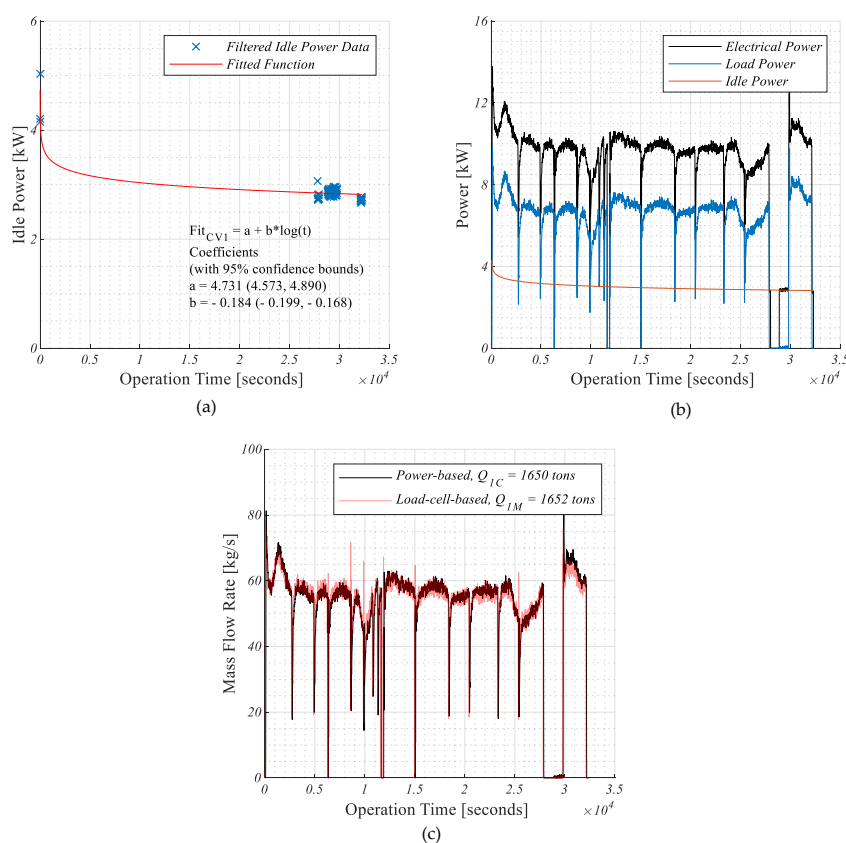 6
4
2
0
Idle Power [kW]
Filtered Idle Power Data
Fitted Function
Fit_CV1 = a + b*log(t)
Coefficients
(with 95% confidence bounds)
a = 4.731 (4.573, 4.890)
b = - 0.184 (- 0.199, - 0.168)
0 0.5 1 1.5 2 2.5 3 3.5
Operation Time [seconds] ×10^4
(a)
16
12
8
4
0
Power [kW]
Electrical Power
Load Power
Idle Power
0 0.5 1 1.5 2 2.5 3 3.5
Operation Time [seconds] ×10^4
(b)
100
80
60
40
20
0
Mass Flow Rate [kg/s]
Power-based, Q_1C = 1650 tons
Load-cell-based, Q_1M = 1652 tons
0 0.5 1 1.5 2 2.5 3 3.5
Operation Time [seconds] ×10^4
(c)